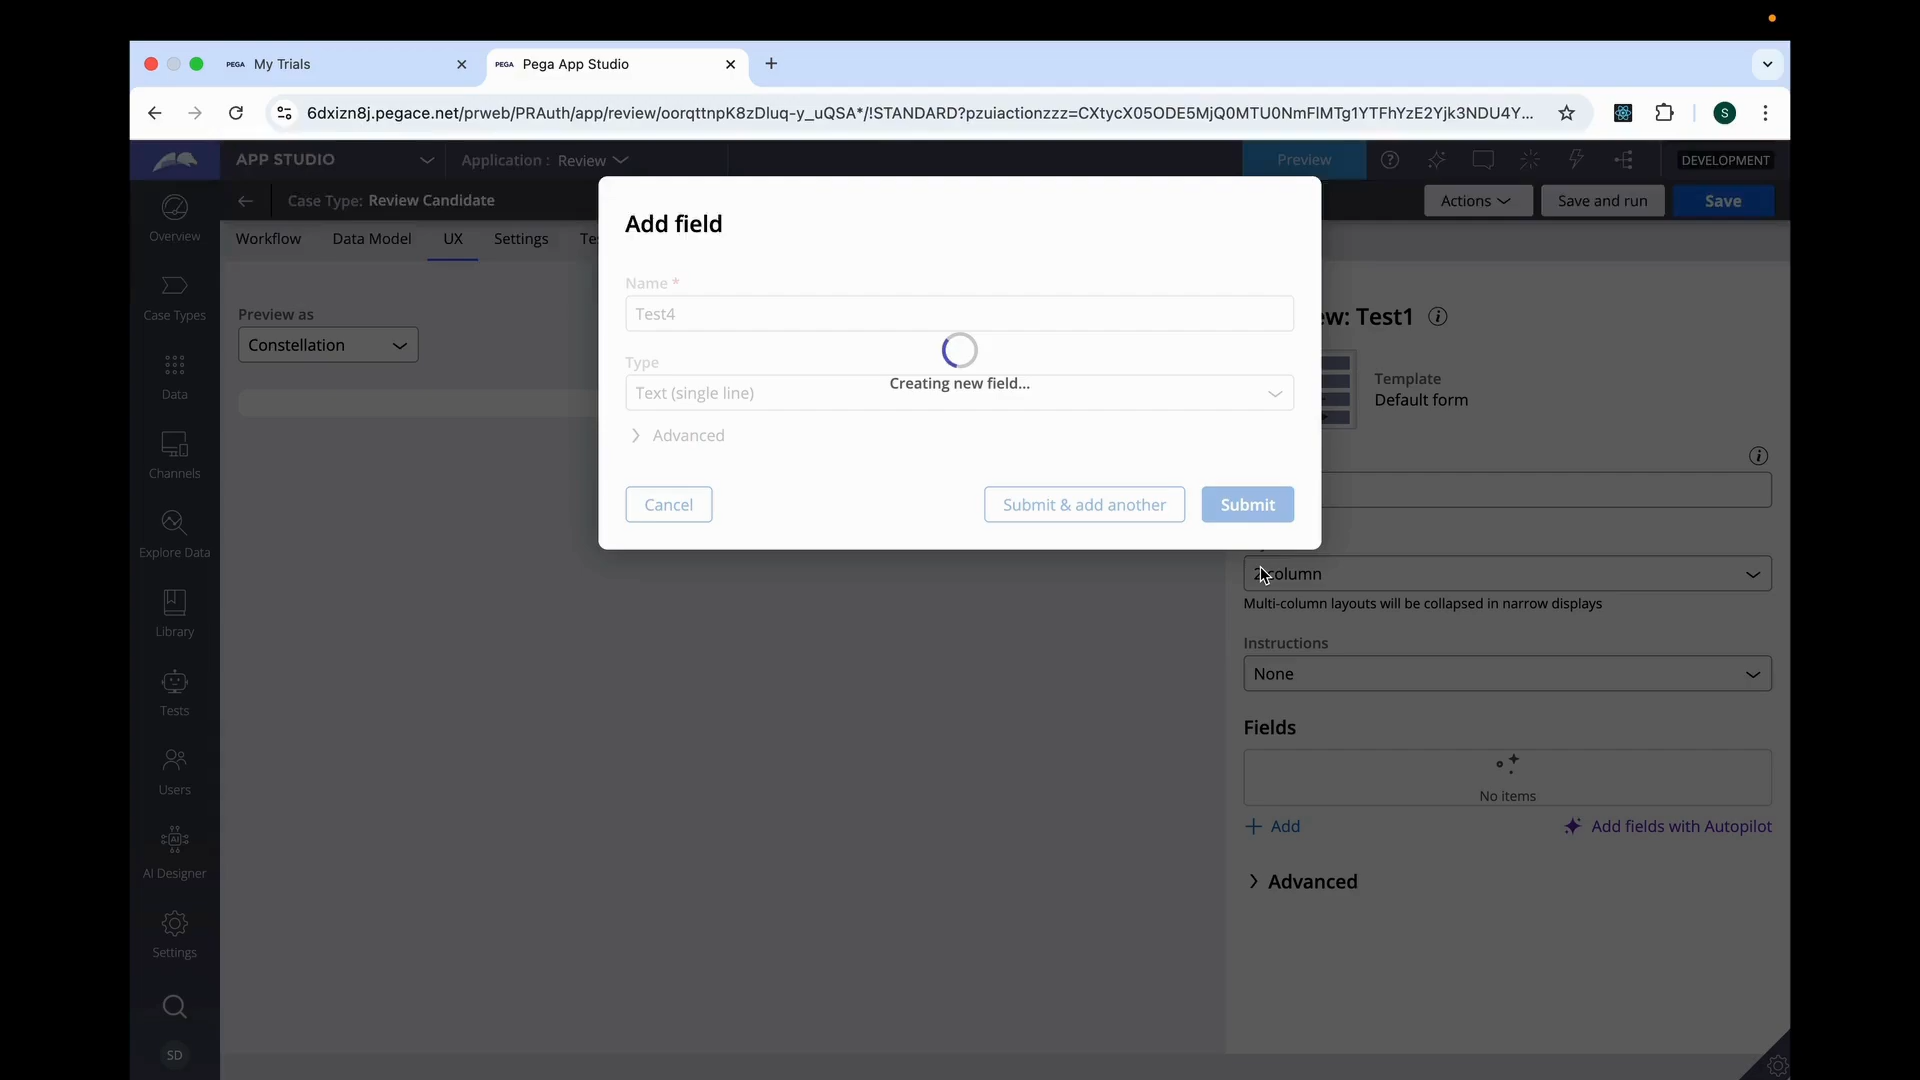 PEGA My Trials
PEGA Pega App Studio
6dxizn8j.pegace.net/prweb/PRAuth/app/review/oorqttnpK8zDluq-y_uQSA*/!STANDARD?pzuiactionzzz=CXtycX05ODE5MjQ0MTU0NmFlMTg1YTFhYzE2Yjk3NDU4Y...
S
APP STUDIO
Application : Review
Preview
DEVELOPMENT
Case Type: Review Candidate
Actions
Save and run
Save
Workflow
Data Model
UX
Settings
Overview
Case Types
Data
Channels
Explore Data
Library
Tests
Users
AI Designer
Settings
SD
Preview as
Constellation
Add field
Name *
Test4
Type
Text (single line)
Creating new field...
Advanced
Cancel
Submit & add another
Submit
ew: Test1
Template
Default form
column
Multi-column layouts will be collapsed in narrow displays
Instructions
None
Fields
No items
Add
Add fields with Autopilot
Advanced